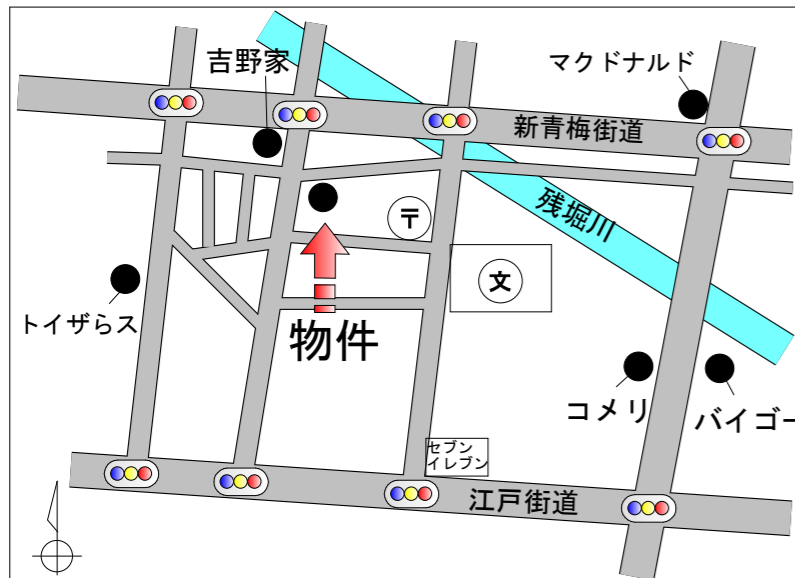 吉野家
マクドナルド
新青梅街道
残堀川
〒
文
トイザらス
物件
コメリ
バイゴー
セブン
イレブン
江戸街道